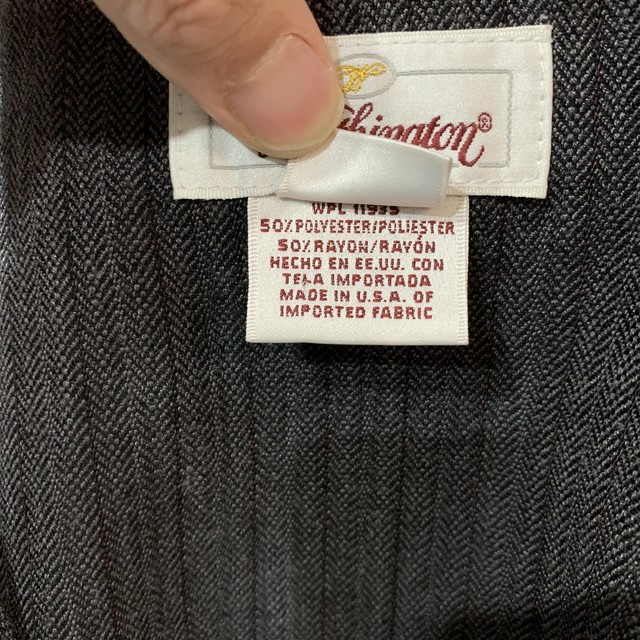 hington®
WPL 11935
50% POLYESTER/POLIESTER
50% RAYON/RAYÓN
HECHO EN EE.UU. CON
TELA IMPORTADA
MADE IN U.S.A. OF
IMPORTED FABRIC